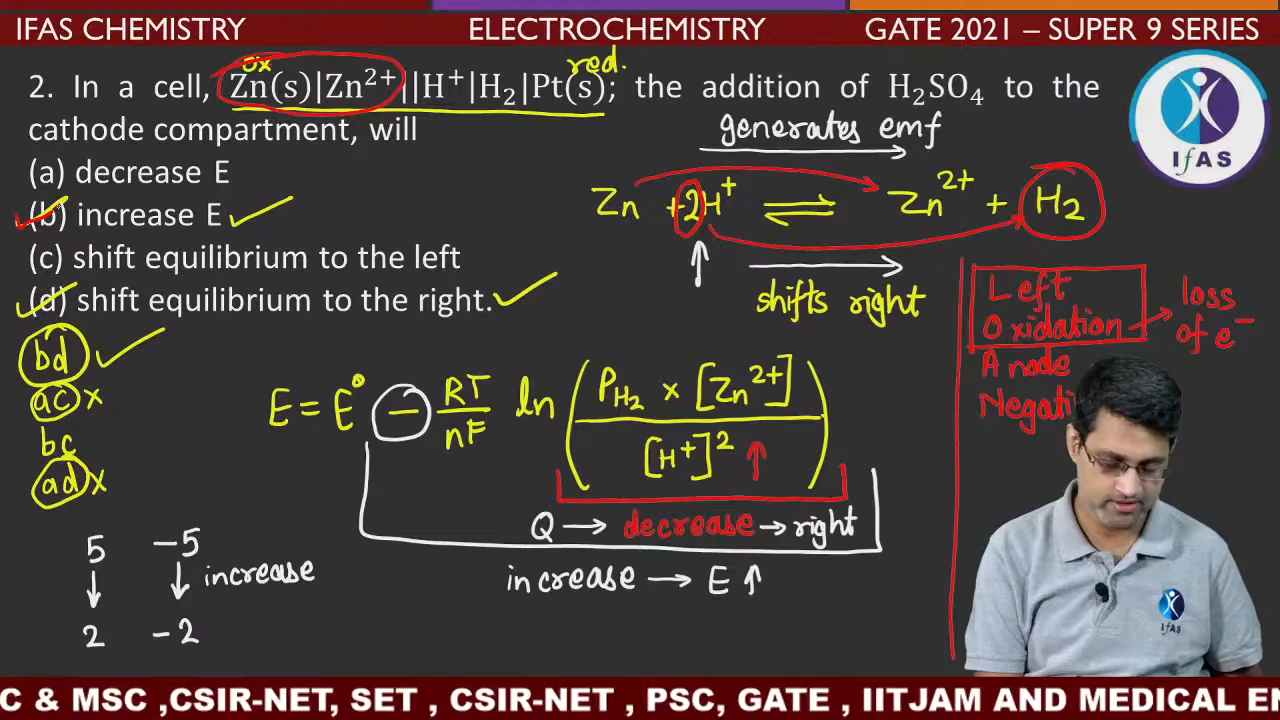 IFAS CHEMISTRY ELECTROCHEMISTRY GATE 2021 – SUPER 9 SERIES
ox red.
2. In a cell, Zn(s)|Zn²⁺||H⁺|H₂|Pt(s); the addition of H₂SO₄ to the
cathode compartment, will
generates emf
(a) decrease E
(b) increase E
(c) shift equilibrium to the left
(d) shift equilibrium to the right.
Zn + 2H⁺ ⇌ Zn²⁺ + H₂
shifts right
IfAS
Left
Oxidation → loss of e⁻
Anode
bd
ac x
bc
ad x
E = E° − RT/nF ln (P_H₂ x [Zn²⁺] / [H⁺]² ↑)
Q → decrease → right
increase → E ↑
5 −5
↓ ↓ increase
2 −2
IfAS
C & MSC ,CSIR-NET, SET , CSIR-NET , PSC, GATE , IITJAM AND MEDICAL